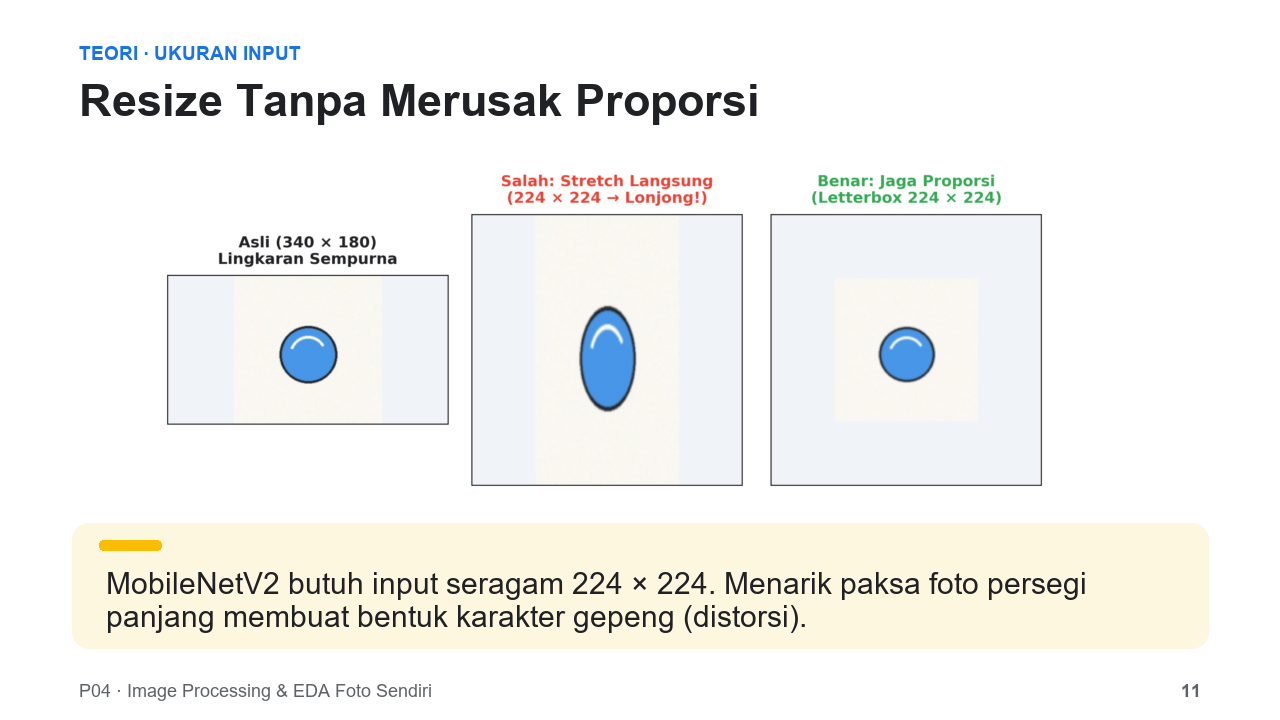 TEORI · UKURAN INPUT
Resize Tanpa Merusak Proporsi
Asli (340 × 180)
Lingkaran Sempurna
Salah: Stretch Langsung
(224 × 224 → Lonjong!)
Benar: Jaga Proporsi
(Letterbox 224 × 224)
MobileNetV2 butuh input seragam 224 × 224. Menarik paksa foto persegi
panjang membuat bentuk karakter gepeng (distorsi).
P04 · Image Processing & EDA Foto Sendiri
11